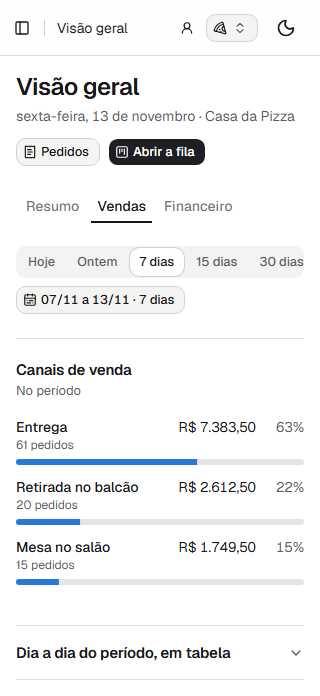 Visão geral
Visão geral
sexta-feira, 13 de novembro · Casa da Pizza
Pedidos Abrir a fila
Resumo Vendas Financeiro
Hoje Ontem 7 dias 15 dias 30 dias
07/11 a 13/11 · 7 dias
Canais de venda
No período
Entrega R$ 7.383,50 63%
61 pedidos
Retirada no balcão R$ 2.612,50 22%
20 pedidos
Mesa no salão R$ 1.749,50 15%
15 pedidos
Dia a dia do período, em tabela